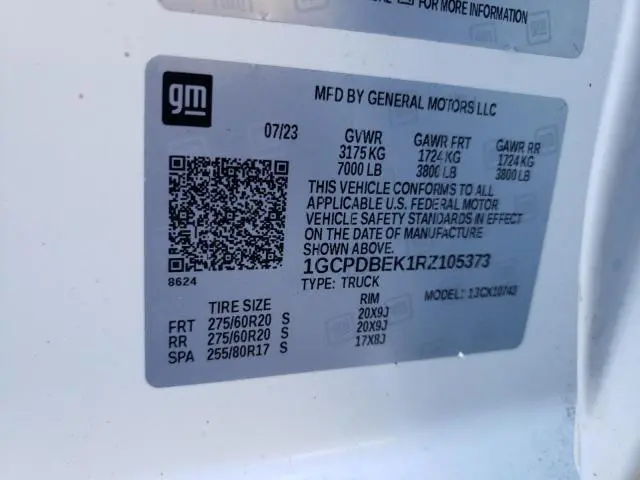 FOR MORE INFORMATION
gm
MFD BY GENERAL MOTORS LLC
07/23 GVWR GAWR FRT GAWR RR
3175 KG 1724 KG 1724 KG
7000 LB 3800 LB 3800 LB
THIS VEHICLE CONFORMS TO ALL
APPLICABLE U.S. FEDERAL MOTOR
VEHICLE SAFETY STANDARDS IN EFFECT
ON THE DATE OF MANUFACTURE
SHOWN ABOVE.
1GCPDBEK1RZ105373
8624
TYPE: TRUCK MODEL:
TIRE SIZE RIM
FRT 275/60R20 S 20X9J
RR 275/60R20 S 20X9J
SPA 255/80R17 S 17X8J